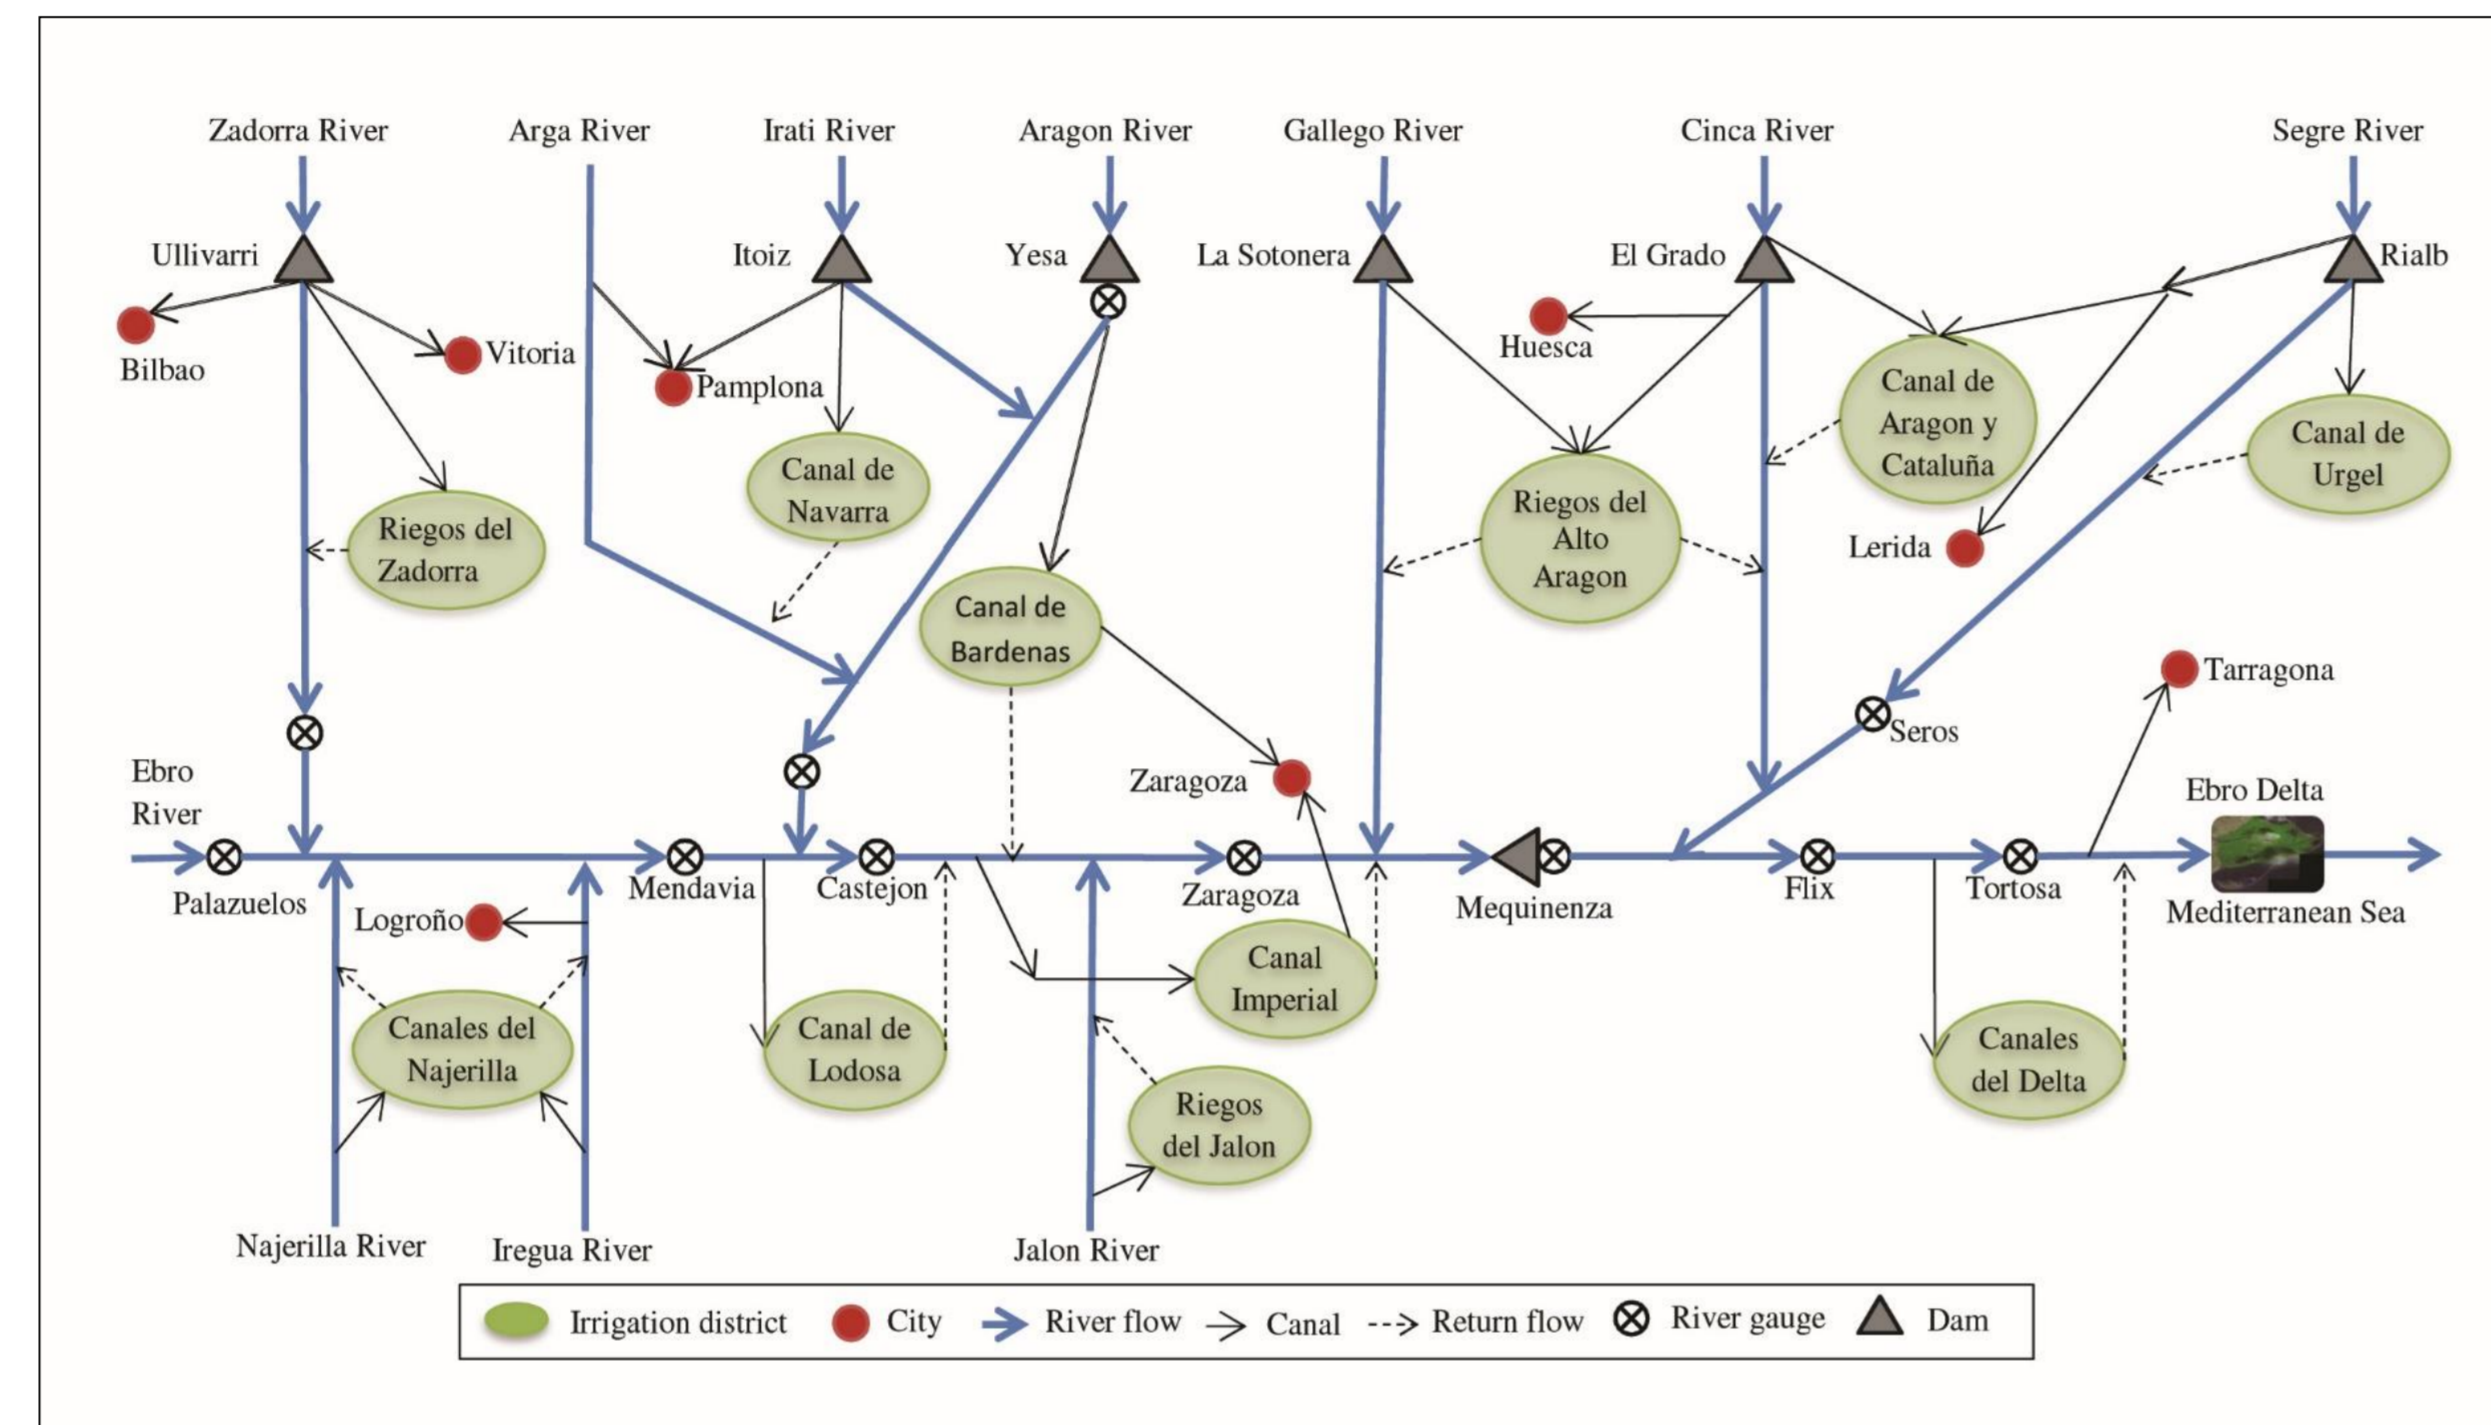 Zadorra River
Arga River
Irati River
Aragon River
Gallego River
Cinca River
Segre River
Ullivarri
Itoiz
Yesa
La Sotonera
El Grado
Rialb
Bilbao
Vitoria
Pamplona
Huesca
Canal de
Aragon y
Cataluña
Canal de
Urgel
Canal de
Navarra
Riegos del
Zadorra
Riegos del
Alto
Aragon
Lerida
Canal de
Bardenas
Tarragona
Seros
Zaragoza
Ebro
River
Ebro Delta
Palazuelos
Mendavia
Castejon
Zaragoza
Mequinenza
Flix
Tortosa
Mediterranean Sea
Logroño
Canales del
Najerilla
Canal de
Lodosa
Canal
Imperial
Riegos
del Jalon
Canales
del Delta
Najerilla River
Iregua River
Jalon River
Irrigation district
City
River flow
Canal
Return flow
River gauge
Dam